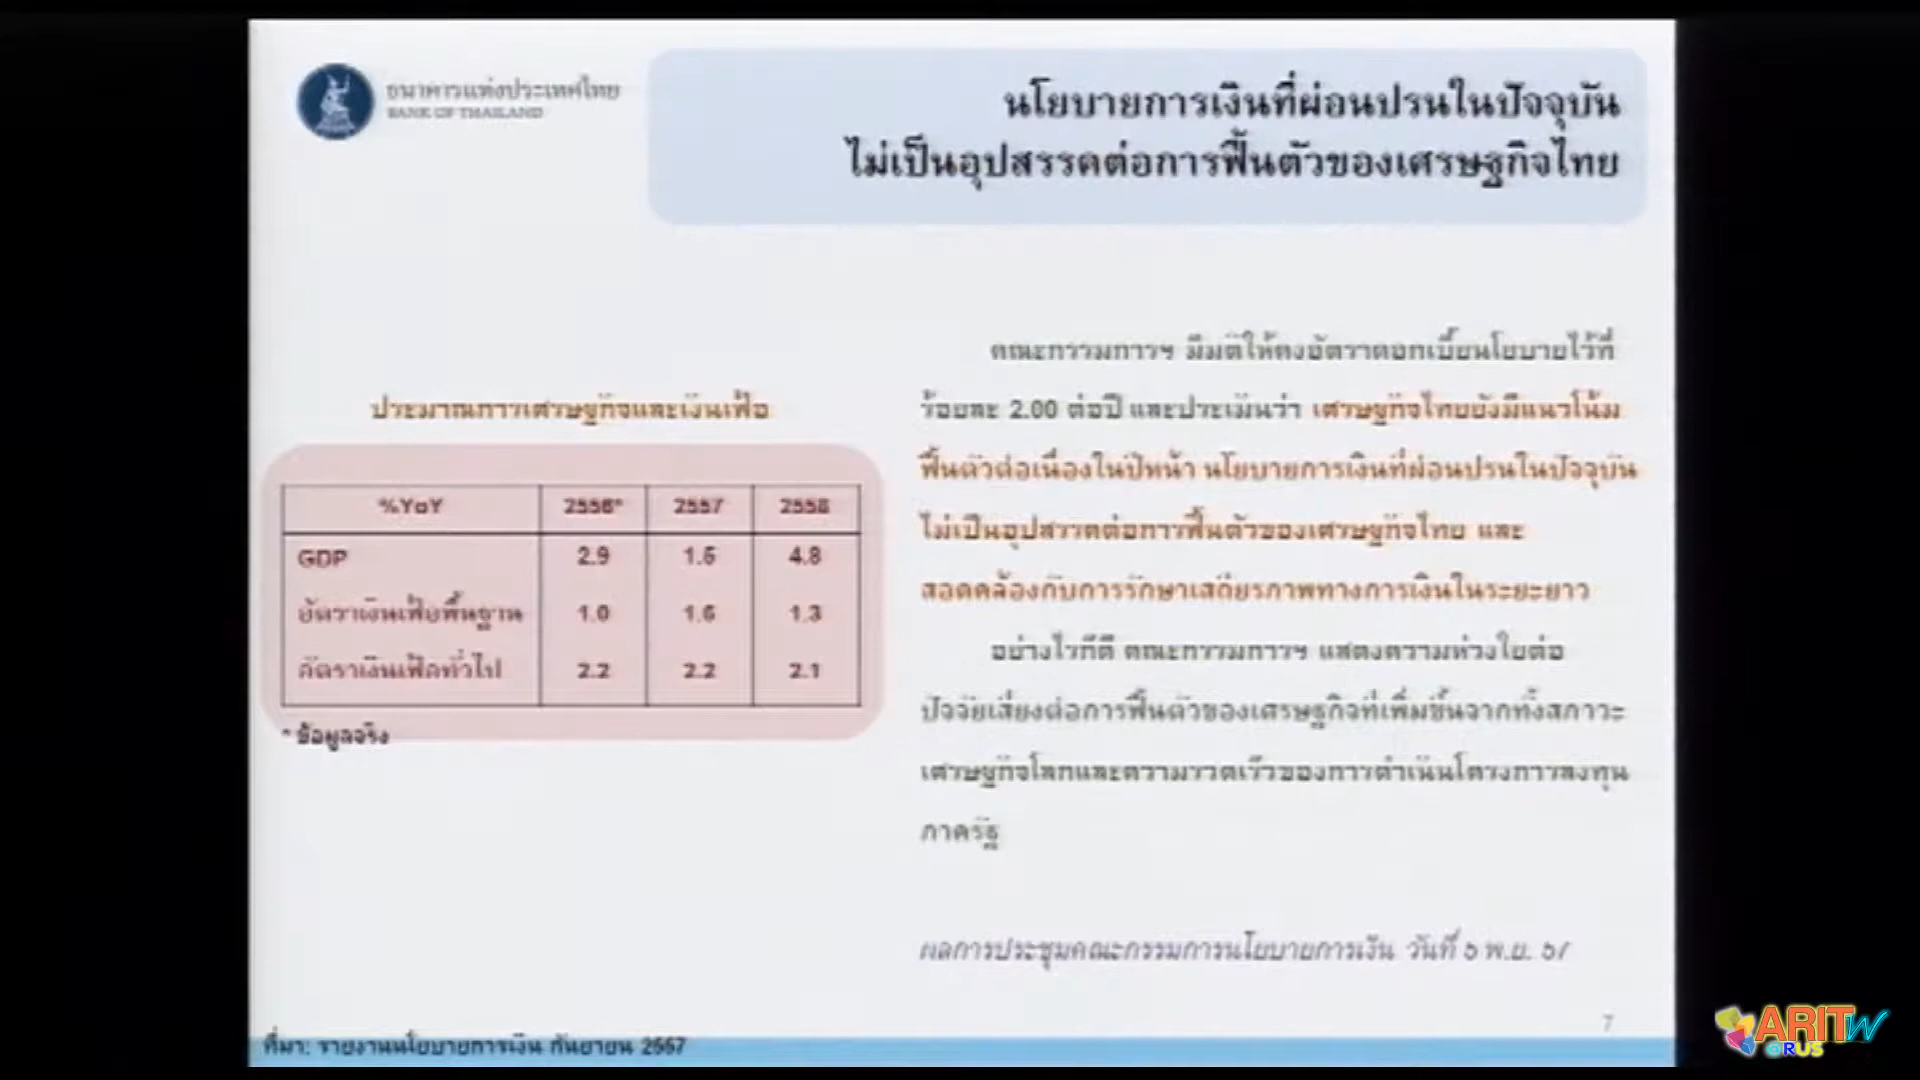 ธนาคารแห่งประเทศไทย
BANK OF THAILAND
นโยบายการเงินที่ผ่อนปรนในปัจจุบัน
ไม่เป็นอุปสรรคต่อการฟื้นตัวของเศรษฐกิจไทย
ประมาณการเศรษฐกิจและเงินเฟ้อ
%YoY 2556* 2557 2558
GDP 2.9 1.5 4.8
อัตราเงินเฟ้อพื้นฐาน 1.0 1.6 1.3
อัตราเงินเฟ้อทั่วไป 2.2 2.2 2.1
* ข้อมูลจริง
คณะกรรมการฯ มีมติให้คงอัตราดอกเบี้ยนโยบายไว้ที่
ร้อยละ 2.00 ต่อปี และประเมินว่า เศรษฐกิจไทยยังมีแนวโน้ม
ฟื้นตัวต่อเนื่องในปีหน้า นโยบายการเงินที่ผ่อนปรนในปัจจุบัน
ไม่เป็นอุปสรรคต่อการฟื้นตัวของเศรษฐกิจไทย และ
สอดคล้องกับการรักษาเสถียรภาพทางการเงินในระยะยาว
อย่างไรก็ดี คณะกรรมการฯ แสดงความห่วงใยต่อ
ปัจจัยเสี่ยงต่อการฟื้นตัวของเศรษฐกิจที่เพิ่มขึ้นจากทั้งสภาวะ
เศรษฐกิจโลกและความรวดเร็วของการดำเนินโครงการลงทุน
ภาครัฐ
ผลการประชุมคณะกรรมการนโยบายการเงิน วันที่ 5 พ.ย. 57
7
ที่มา: รายงานนโยบายการเงิน กันยายน 2557
ARITW
@RUS